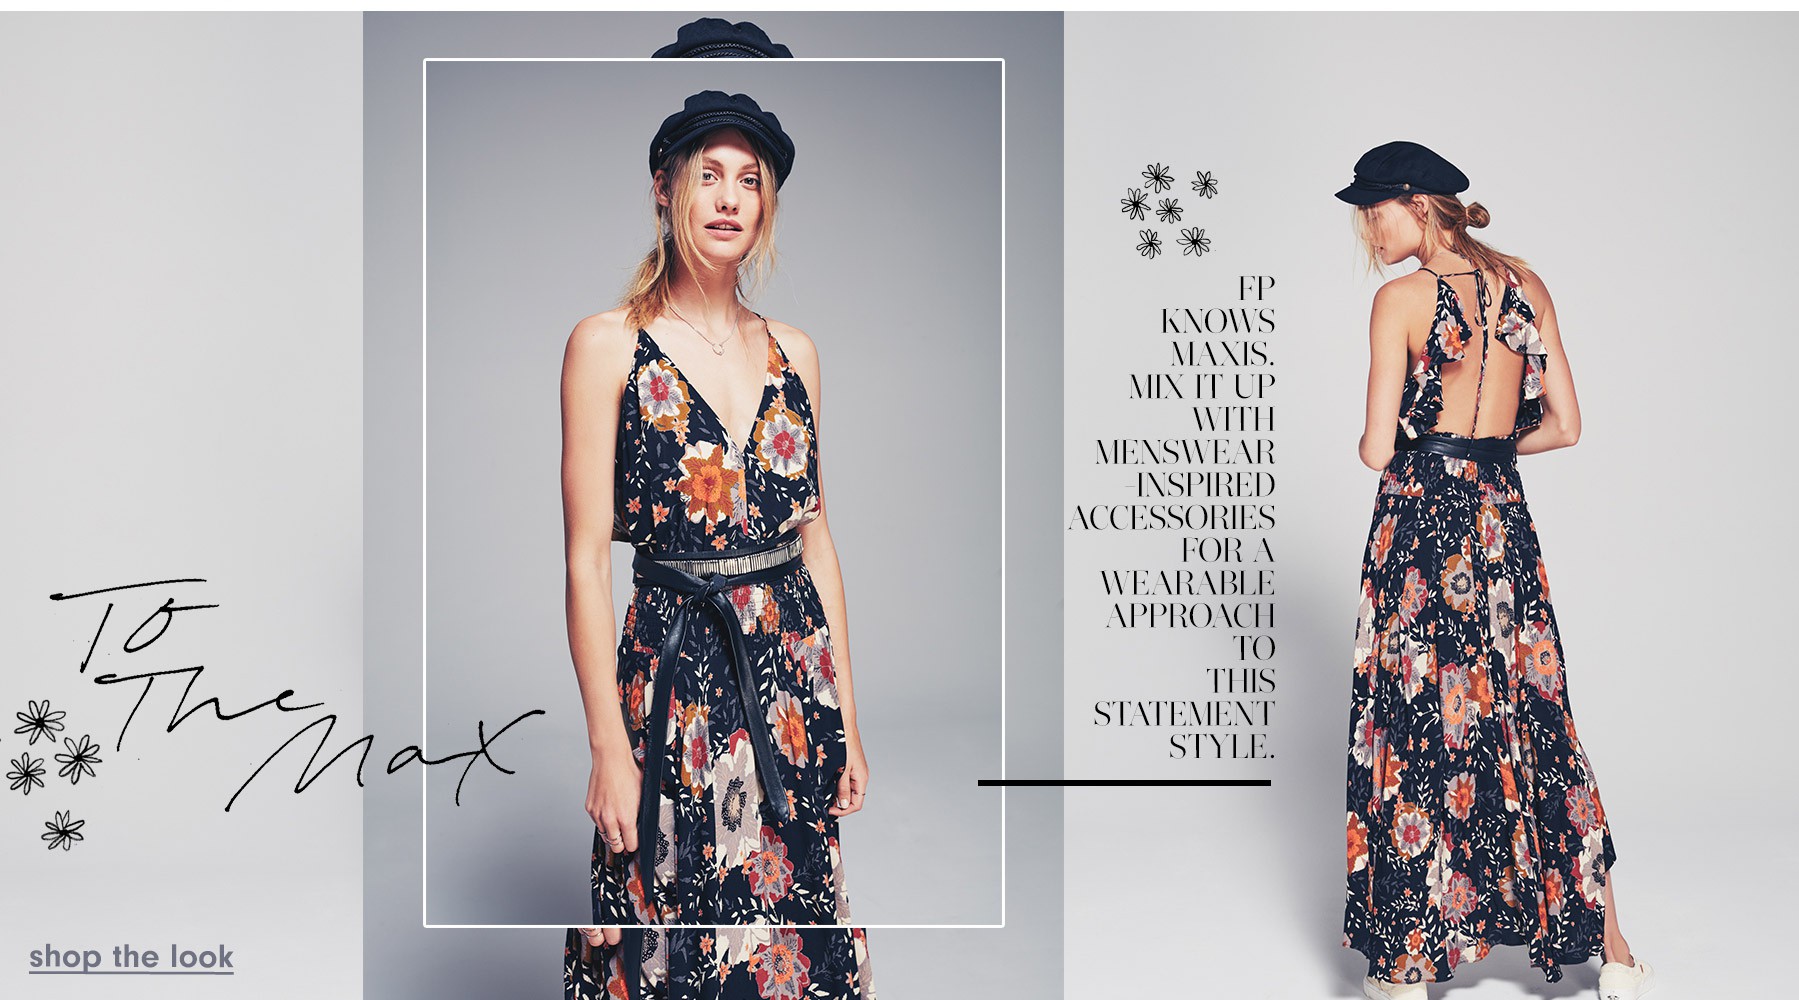 To
The
Max
shop the look
FP
KNOWS
MAXIS.
MIX IT UP
WITH
MENSWEAR
-INSPIRED
ACCESSORIES
FOR A
WEARABLE
APPROACH
TO
THIS
STATEMENT
STYLE.